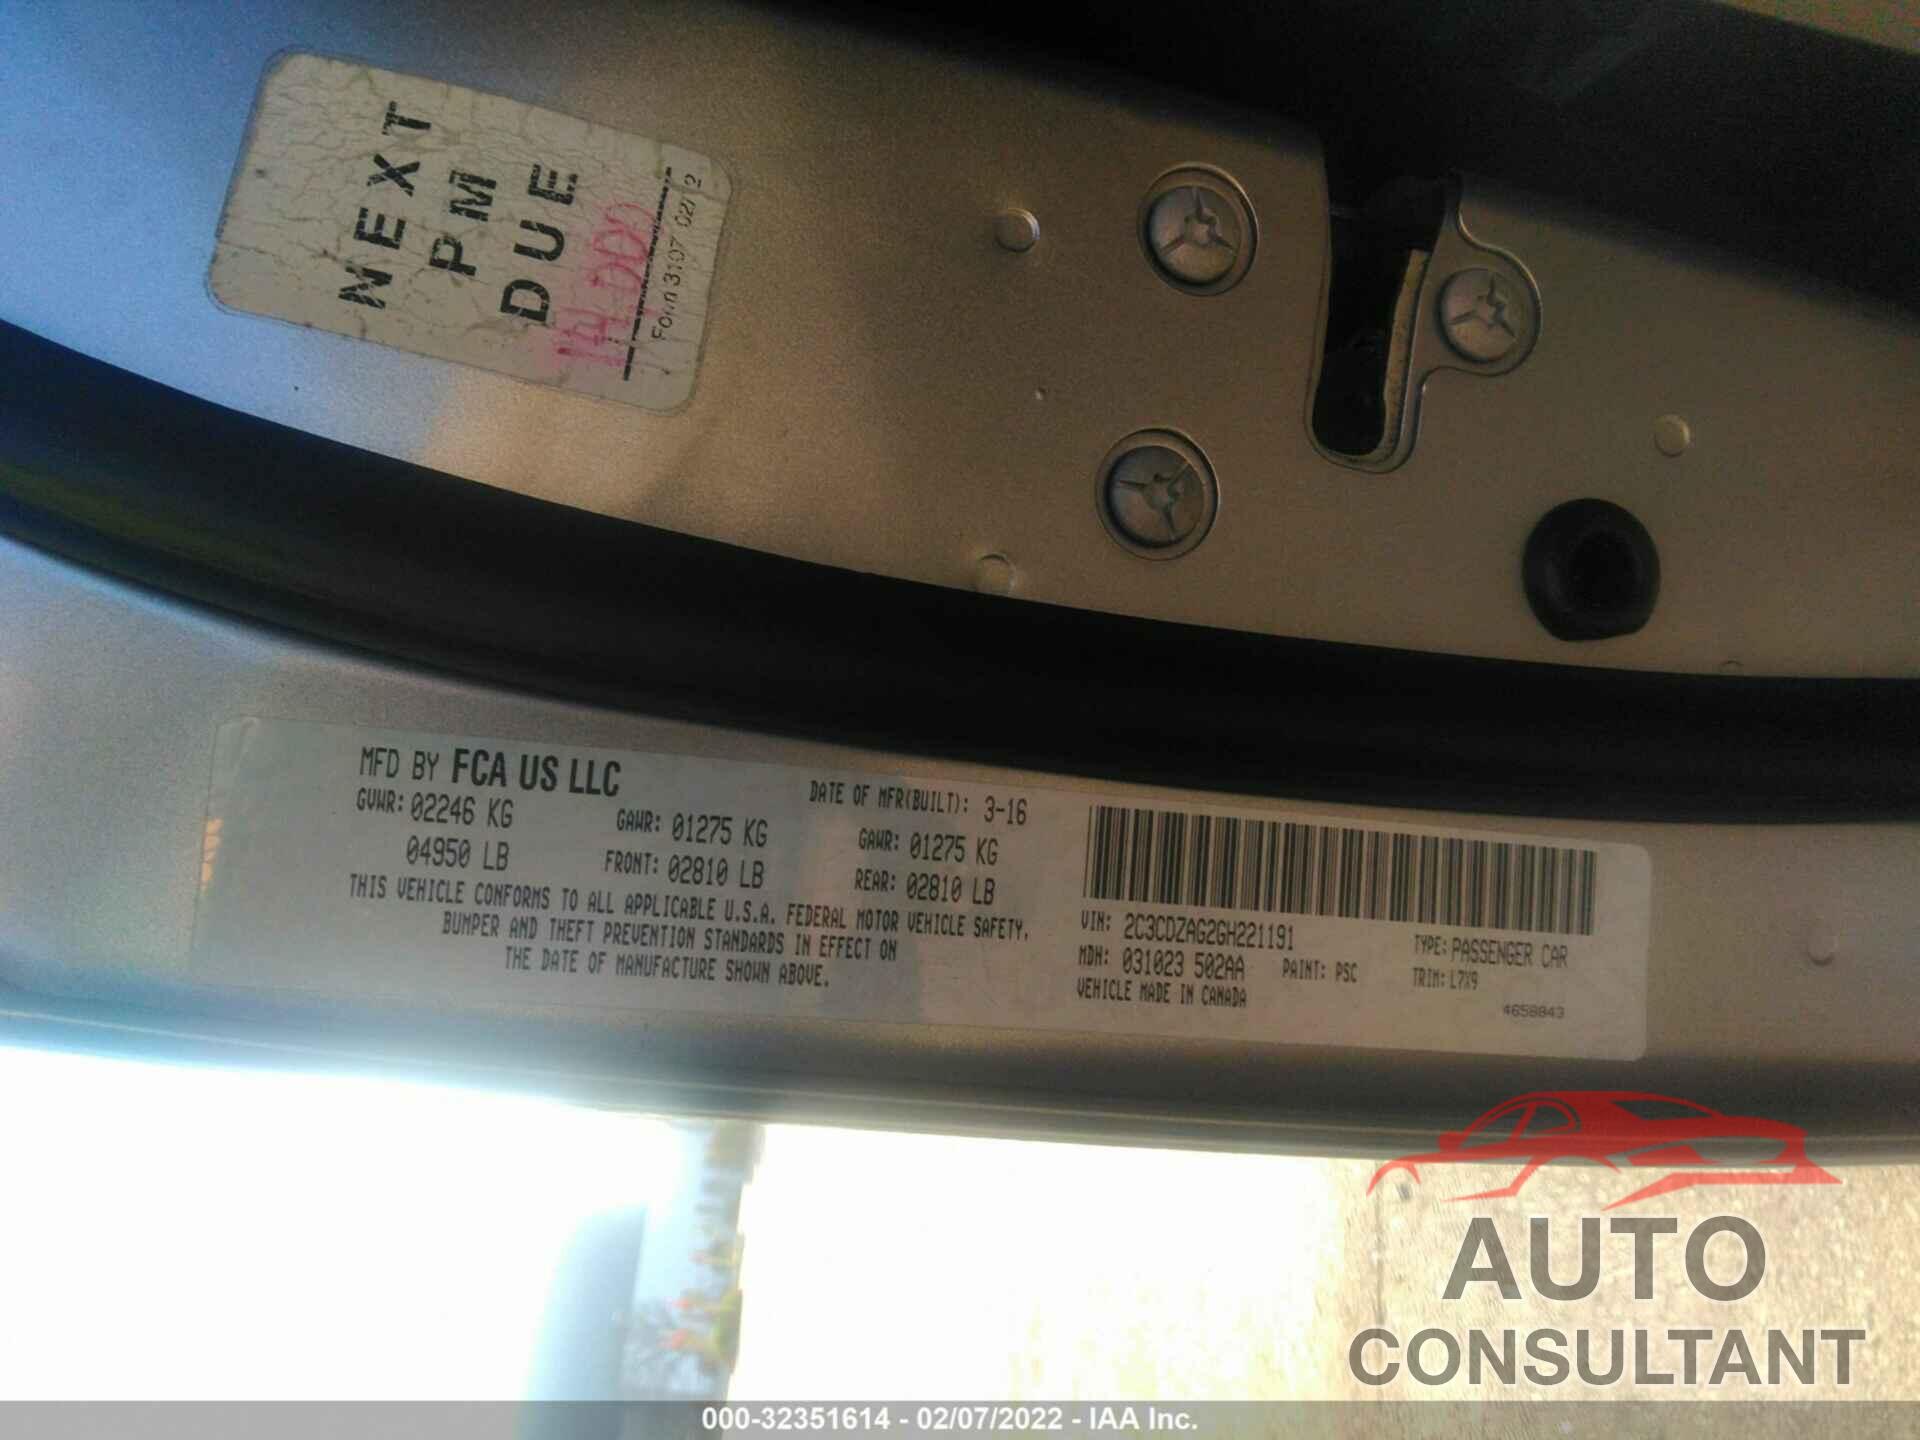 NEXT
PM
DUE
14,000
Form 3107 02/12
MFD BY FCA US LLC
DATE OF MFR(BUILT): 3-16
GVWR: 02246 KG
GAWR: 01275 KG
GAWR: 01275 KG
04950 LB
FRONT: 02810 LB
REAR: 02810 LB
THIS VEHICLE CONFORMS TO ALL APPLICABLE U.S.A. FEDERAL MOTOR VEHICLE SAFETY,
BUMPER AND THEFT PREVENTION STANDARDS IN EFFECT ON
THE DATE OF MANUFACTURE SHOWN ABOVE.
VIN: 2C3CDZAG2GH221191
TYPE: PASSENGER CAR
MDH: 031023 502AA
PAINT: PSC
TRIM: L7X9
VEHICLE MADE IN CANADA
4658843
AUTO
CONSULTANT
000-32351614 - 02/07/2022 - IAA Inc.